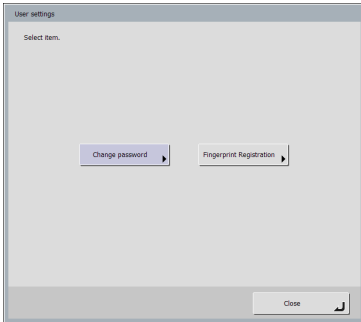 User settings
Select item.
Change password
Fingerprint Registration
Close